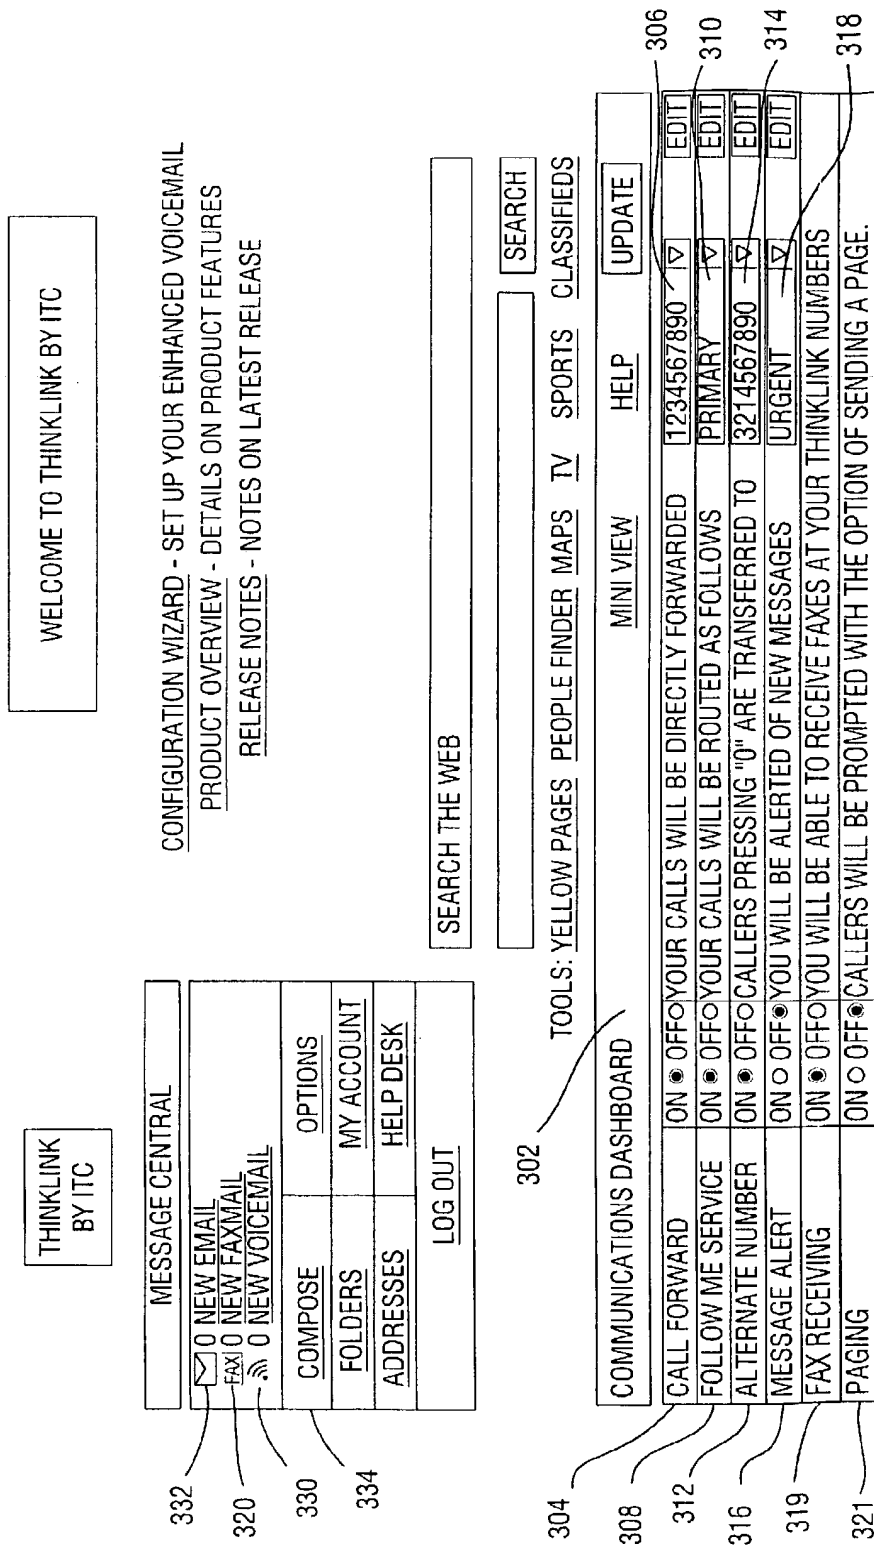 THINKLINK
BY ITC
WELCOME TO THINKLINK BY ITC
MESSAGE CENTRAL
332
0 NEW EMAIL
320
FAX 0 NEW FAXMAIL
330
0 NEW VOICEMAIL
334
COMPOSE OPTIONS
FOLDERS MY ACCOUNT
ADDRESSES HELP DESK
LOG OUT
CONFIGURATION WIZARD - SET UP YOUR ENHANCED VOICEMAIL
PRODUCT OVERVIEW - DETAILS ON PRODUCT FEATURES
RELEASE NOTES - NOTES ON LATEST RELEASE
SEARCH THE WEB
SEARCH
TOOLS: YELLOW PAGES PEOPLE FINDER MAPS TV SPORTS CLASSIFIEDS
302
COMMUNICATIONS DASHBOARD MINI VIEW HELP UPDATE
304 CALL FORWARD ON OFF YOUR CALLS WILL BE DIRECTLY FORWARDED 1234567890 EDIT 306
308 FOLLOW ME SERVICE ON OFF YOUR CALLS WILL BE ROUTED AS FOLLOWS PRIMARY EDIT 310
312 ALTERNATE NUMBER ON OFF CALLERS PRESSING "0" ARE TRANSFERRED TO 3214567890 EDIT 314
316 MESSAGE ALERT ON OFF YOU WILL BE ALERTED OF NEW MESSAGES URGENT EDIT 318
319 FAX RECEIVING ON OFF YOU WILL BE ABLE TO RECEIVE FAXES AT YOUR THINKLINK NUMBERS
321 PAGING ON OFF CALLERS WILL BE PROMPTED WITH THE OPTION OF SENDING A PAGE.